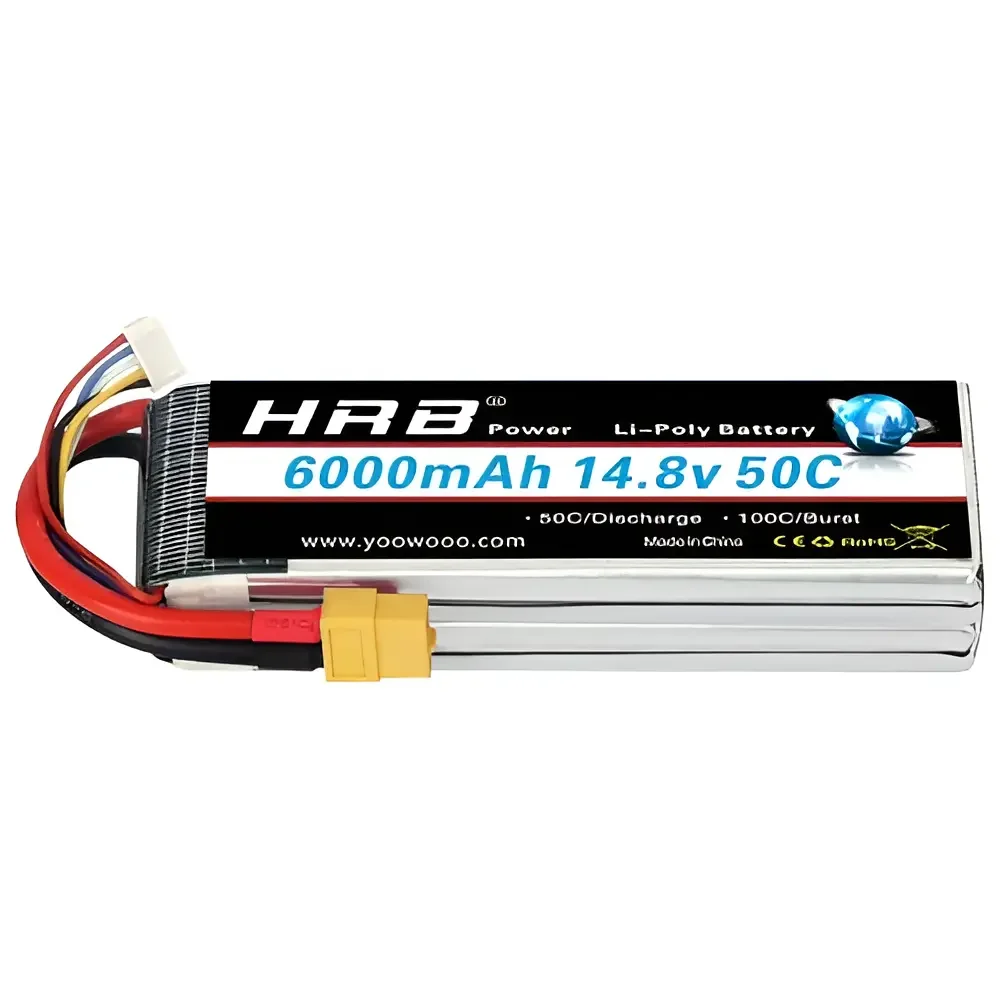 HRB®
Power Li-Poly Battery
6000mAh 14.8v 50C
• 50C/Discharge • 100C/Burst
www.yoowooo.com Made in China CE RoHS